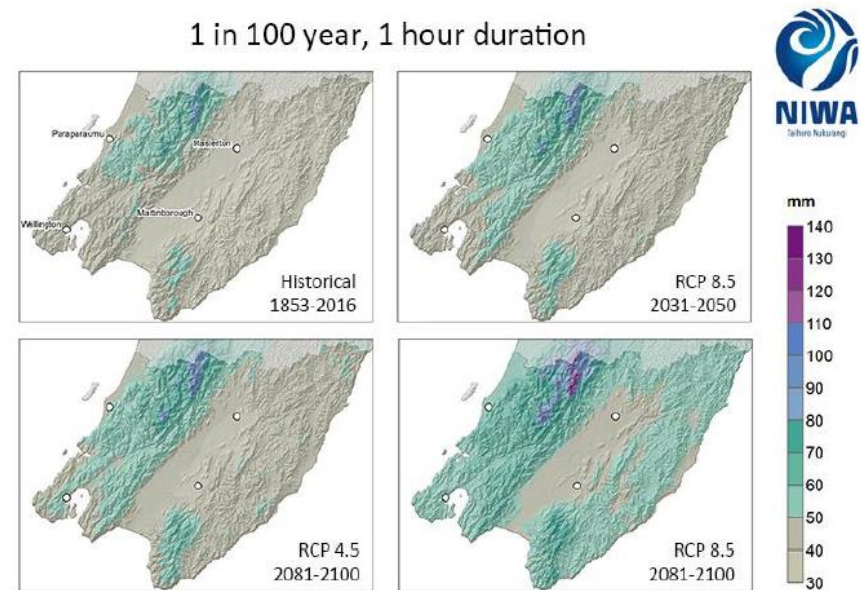 1 in 100 year, 1 hour duration
NIWA
Taihoro Nukurangi
Paraparaumu
Masterton
Martinborough
Wellington
Historical
1853-2016
RCP 8.5
2031-2050
RCP 4.5
2081-2100
RCP 8.5
2081-2100
mm
140
130
120
110
100
90
80
70
60
50
40
30